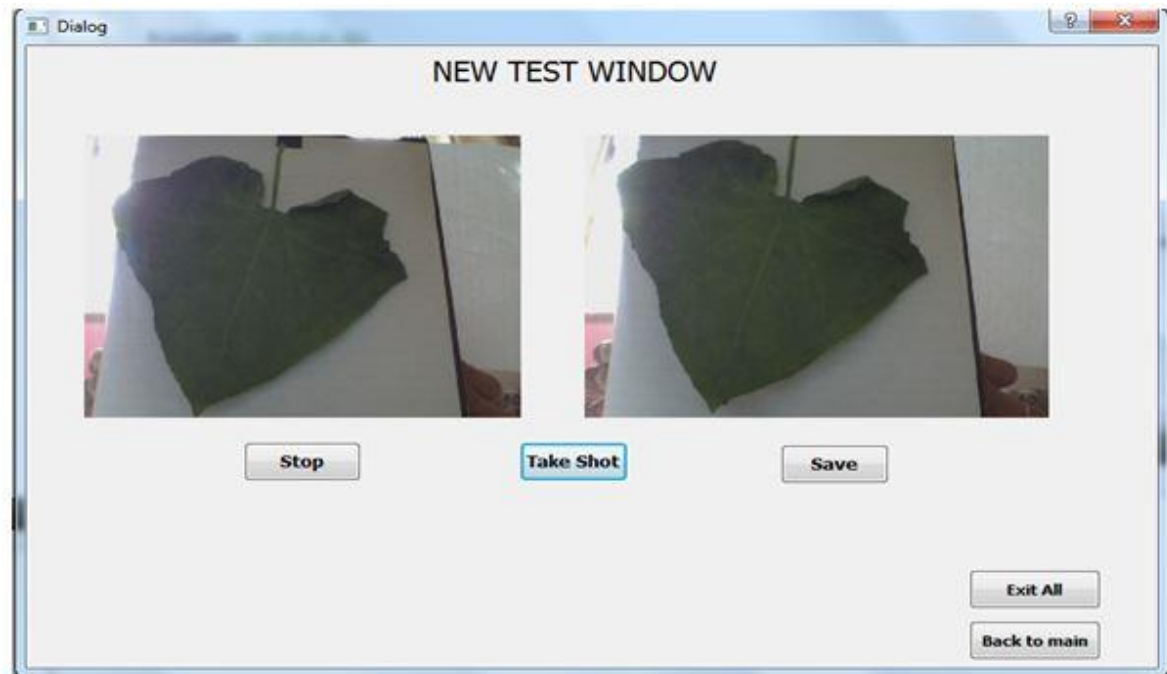 Dialog
NEW TEST WINDOW
Stop
Take Shot
Save
Exit All
Back to main